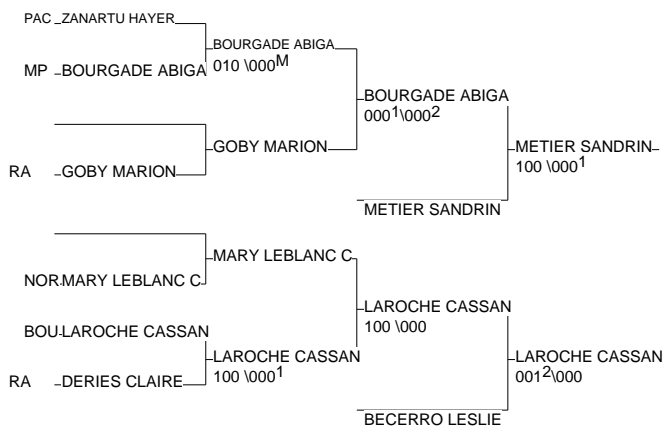 PAC ZANARTU HAYER
BOURGADE ABIGA
MP BOURGADE ABIGA 010 \000M
BOURGADE ABIGA
000¹\000²
GOBY MARION METIER SANDRIN
RA GOBY MARION 100 \000¹
METIER SANDRIN
MARY LEBLANC C
NOR MARY LEBLANC C
LAROCHE CASSAN
BOU LAROCHE CASSAN 100 \000
LAROCHE CASSAN LAROCHE CASSAN
RA DERIES CLAIRE 100 \000¹ 001²\000
BECERRO LESLIE